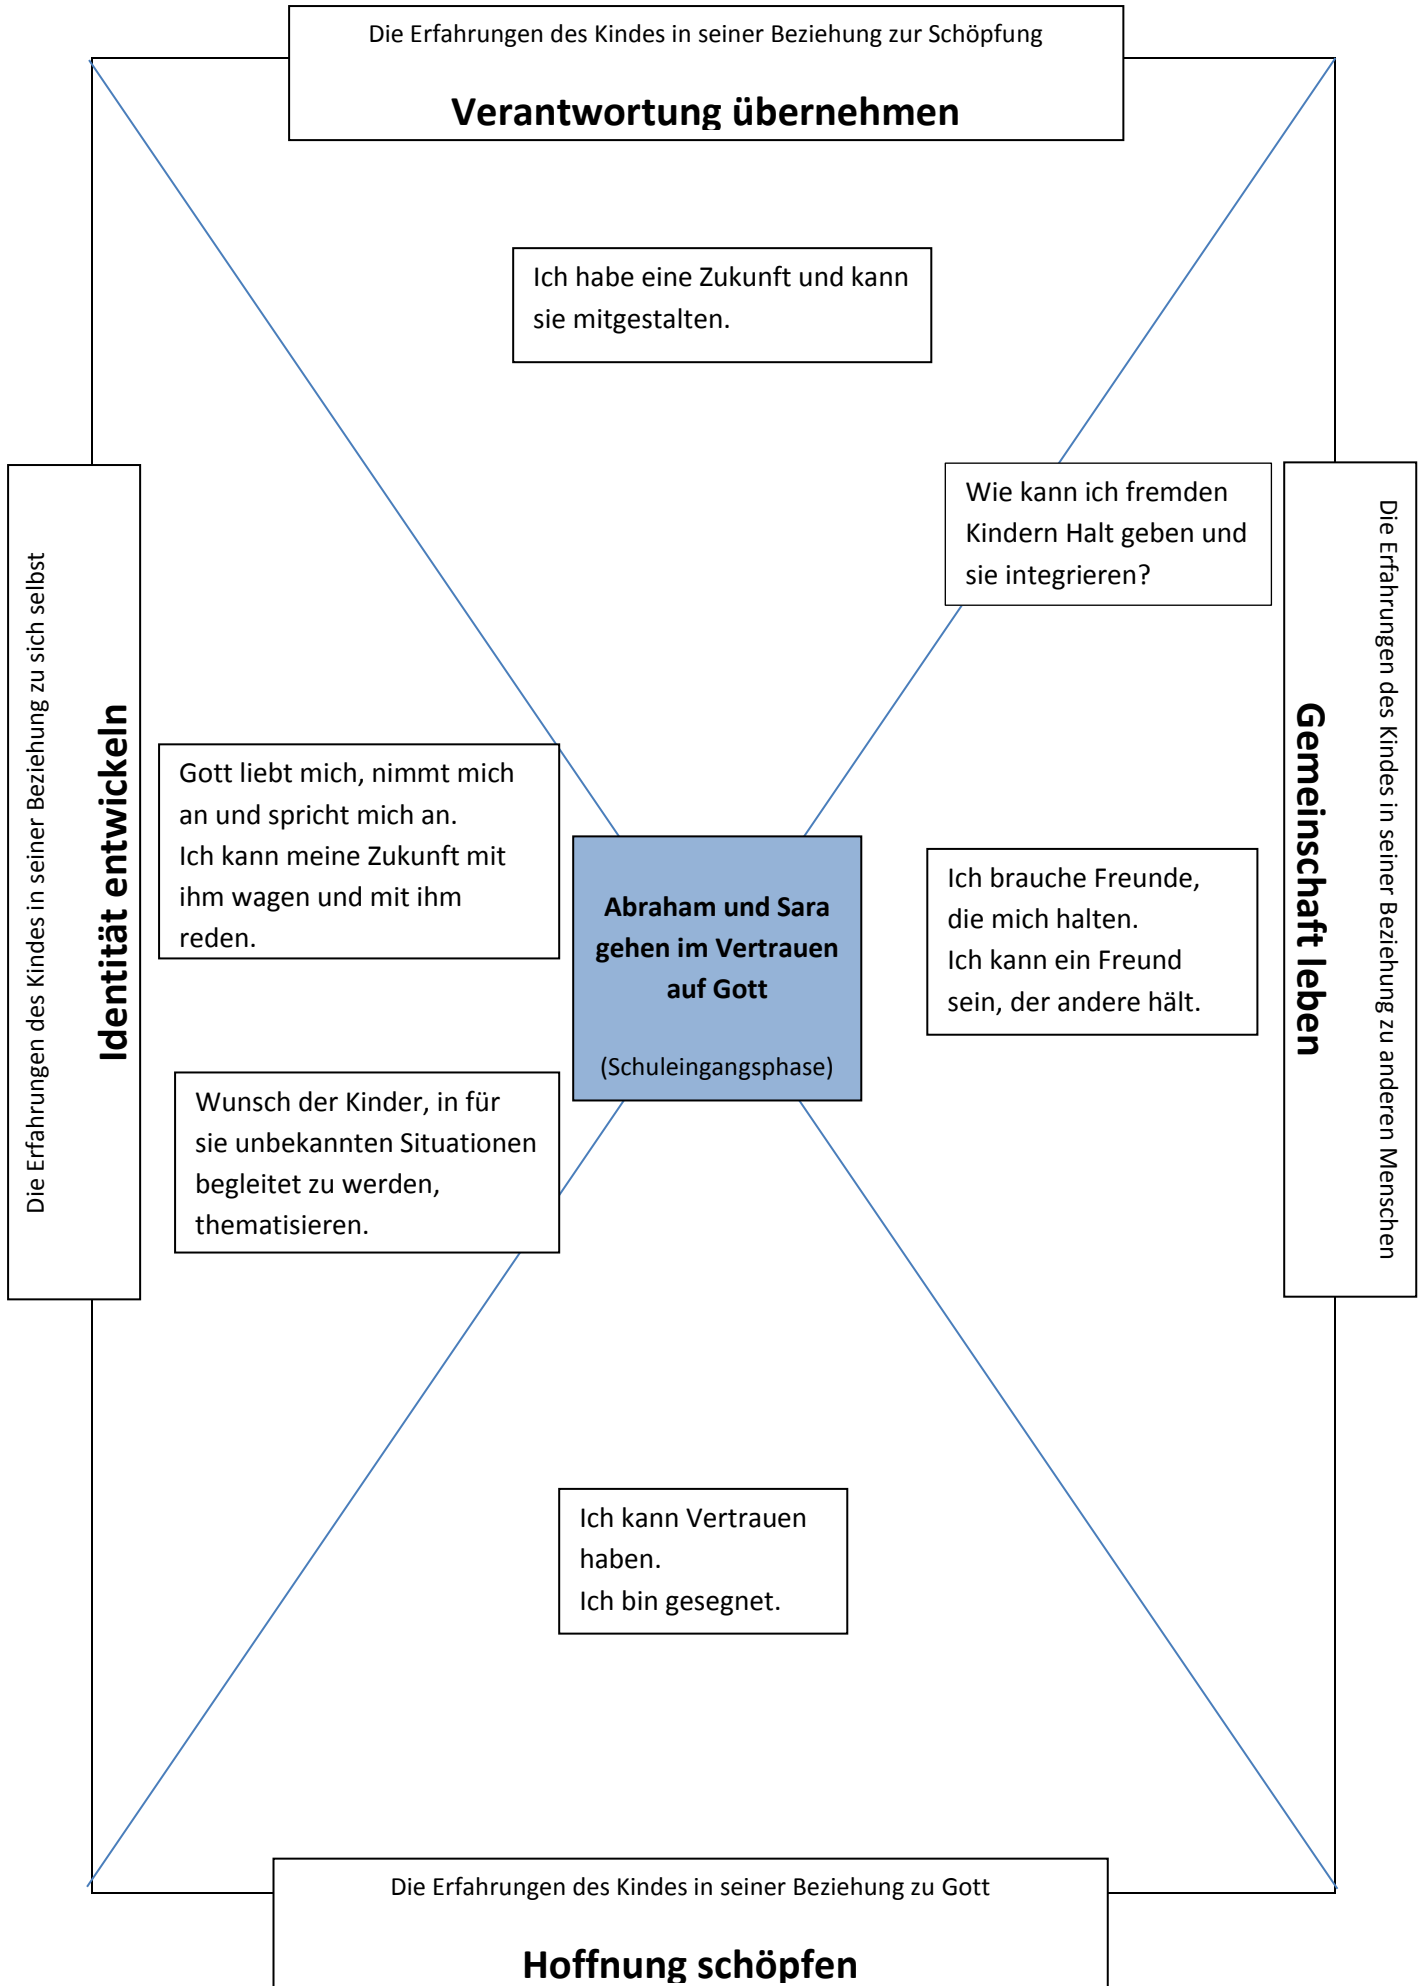 Die Erfahrungen des Kindes in seiner Beziehung zur Schöpfung
Verantwortung übernehmen
Ich habe eine Zukunft und kann
sie mitgestalten.
Wie kann ich fremden
Kindern Halt geben und
sie integrieren?
Die Erfahrungen des Kindes in seiner Beziehung zu sich selbst
Identität entwickeln
Gott liebt mich, nimmt mich
an und spricht mich an.
Ich kann meine Zukunft mit
ihm wagen und mit ihm
reden.
Abraham und Sara
gehen im Vertrauen
auf Gott
(Schuleingangsphase)
Ich brauche Freunde,
die mich halten.
Ich kann ein Freund
sein, der andere hält.
Die Erfahrungen des Kindes in seiner Beziehung zu anderen Menschen
Gemeinschaft leben
Wunsch der Kinder, in für
sie unbekannten Situationen
begleitet zu werden,
thematisieren.
Ich kann Vertrauen
haben.
Ich bin gesegnet.
Die Erfahrungen des Kindes in seiner Beziehung zu Gott
Hoffnung schöpfen